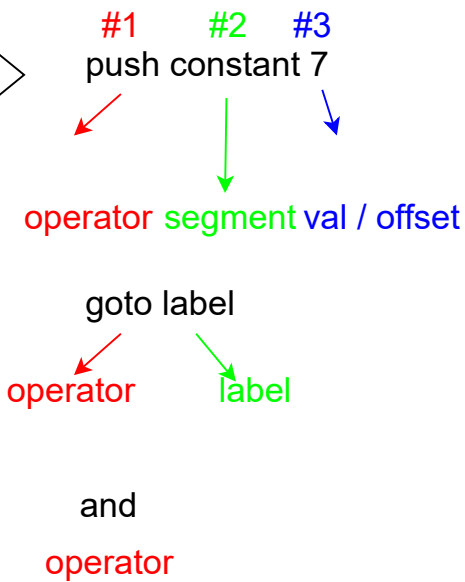 #1 #2 #3
push constant 7
operator segment val / offset
goto label
operator label
and
operator